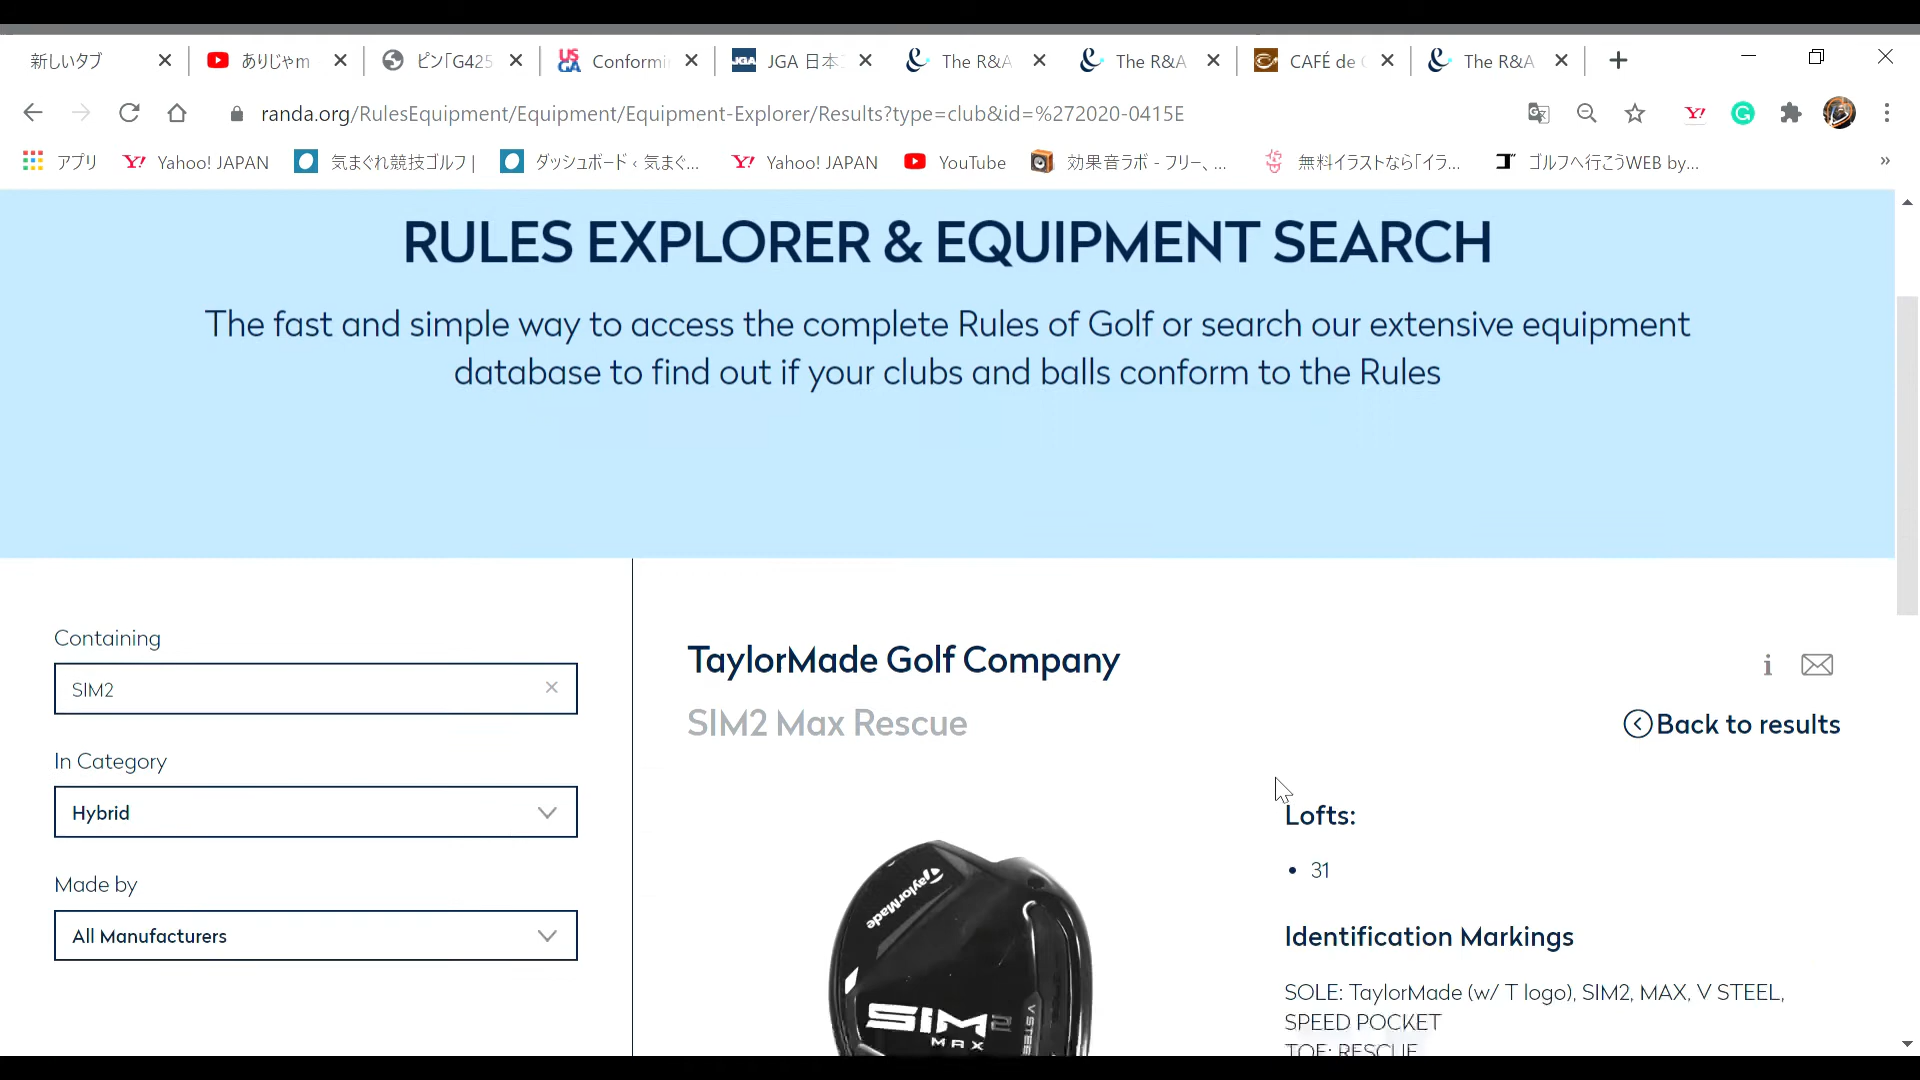 新しいタブ
ありじゃm
ピン「G425
Conformi
JGA 日本
The R&A
The R&A
CAFÉ de
The R&A
randa.org/RulesEquipment/Equipment/Equipment-Explorer/Results?type=club&id=%272020-0415E
アプリ
Yahoo! JAPAN
気まぐれ競技ゴルフ |
ダッシュボード ‹ 気まぐ...
Yahoo! JAPAN
YouTube
効果音ラボ - フリー、...
無料イラストなら「イラ...
ゴルフへ行こうWEB by...
»
RULES EXPLORER & EQUIPMENT SEARCH
The fast and simple way to access the complete Rules of Golf or search our extensive equipment
database to find out if your clubs and balls conform to the Rules
Containing
SIM2
In Category
Hybrid
Made by
All Manufacturers
TaylorMade Golf Company
SIM2 Max Rescue
Back to results
TaylorMade
SIM2
MAX
V STEE
Lofts:
• 31
Identification Markings
SOLE: TaylorMade (w/ T logo), SIM2, MAX, V STEEL,
SPEED POCKET
TOE: RESCUE